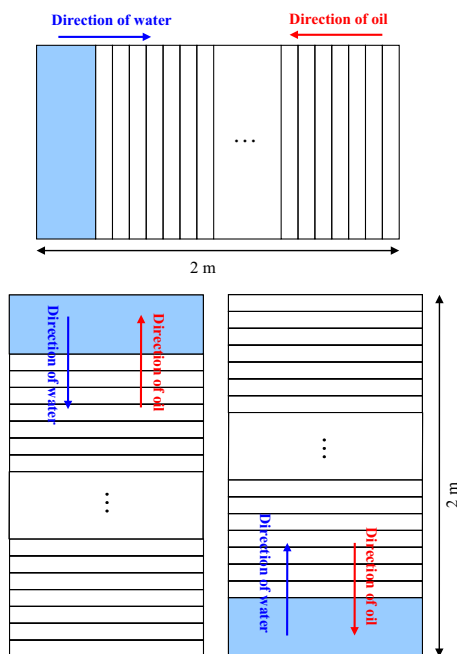 Direction of water
Direction of oil
…
2 m
Direction of water
Direction of oil
…
…
Direction of water
Direction of oil
2 m